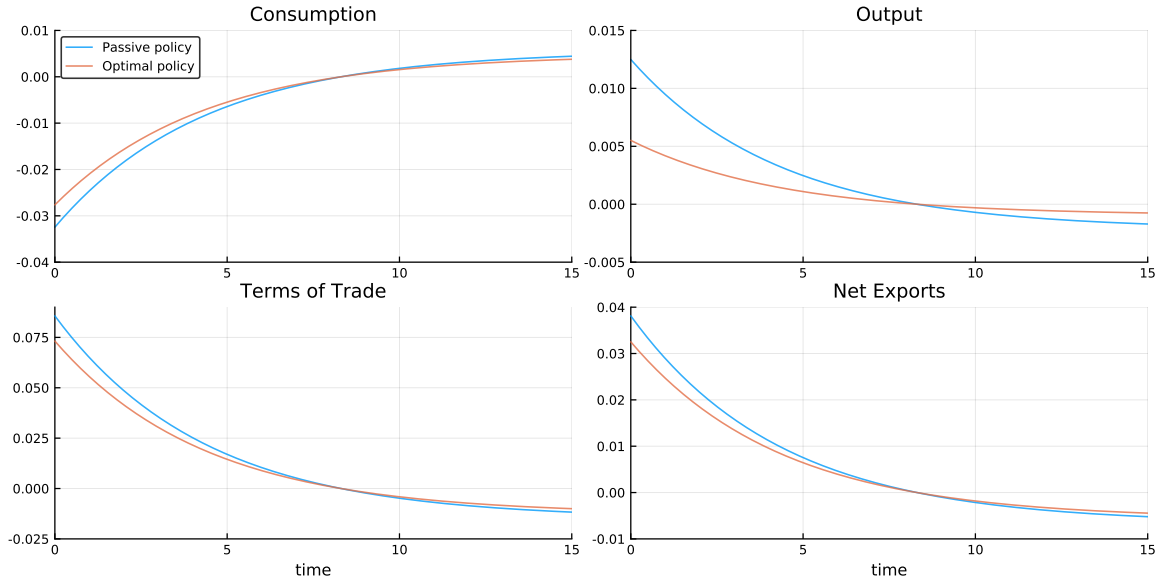 Consumption
0.01
0.00
-0.01
-0.02
-0.03
-0.04
0 5 10 15
Passive policy
Optimal policy
Output
0.015
0.010
0.005
0.000
-0.005
0 5 10 15
Terms of Trade
0.075
0.050
0.025
0.000
-0.025
0 5 10 15
time
Net Exports
0.04
0.03
0.02
0.01
0.00
-0.01
0 5 10 15
time